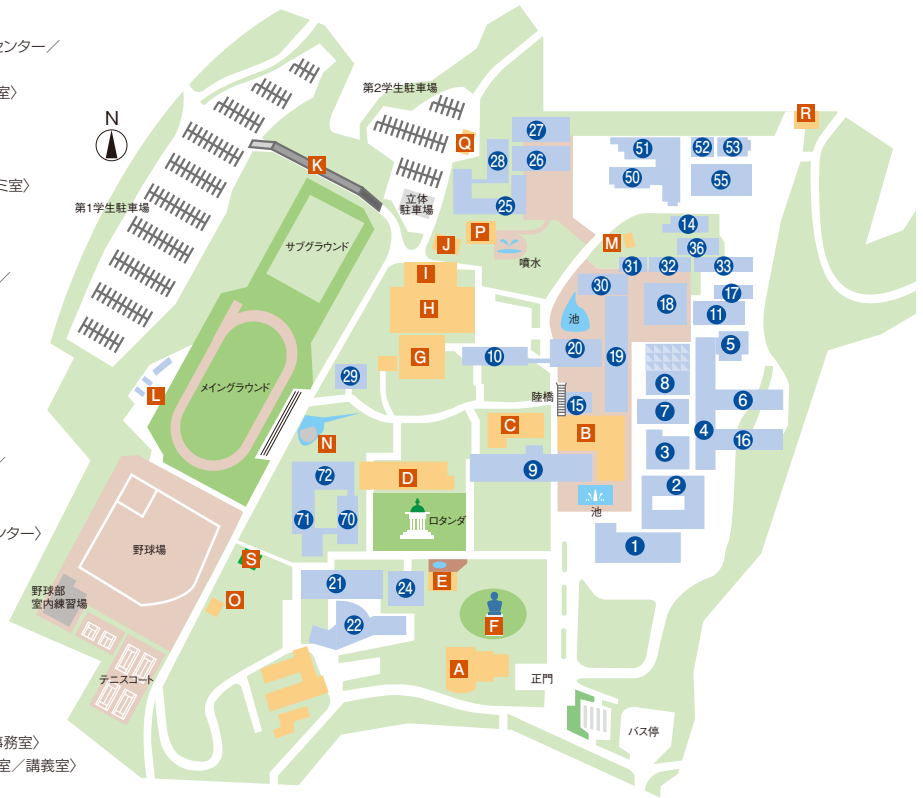 センター／
室〉
第2学生駐車場
R
N
27
52
53
Q
51
28
26
K
50
55
ミ室〉
立体
駐車場
25
第1学生駐車場
14
P
サブグラウンド
J
M
36
噴水
31
32
33
I
／
30
17
H
18
11
池
5
G
10
20
19
29
8
メイングラウンド
L
陸橋
6
15
7
C
B
4
16
N
3
／
72
D
9
2
池
71
70
ロタンダ
ンター〉
野球場
1
S
21
24
E
野球部
室内練習場
O
F
22
A
テニスコート
正門
バス停
事務室〉
室／講義室〉